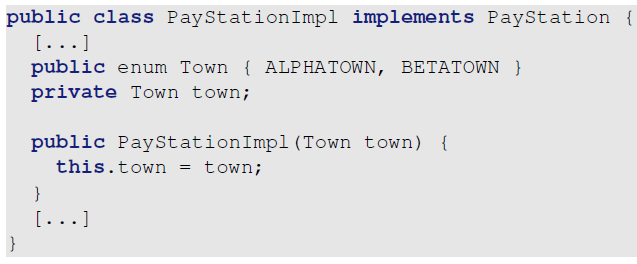 public class PayStationImpl implements PayStation {
[...]
public enum Town { ALPHATOWN, BETATOWN }
private Town town;
public PayStationImpl(Town town) {
this.town = town;
}
[...]
}